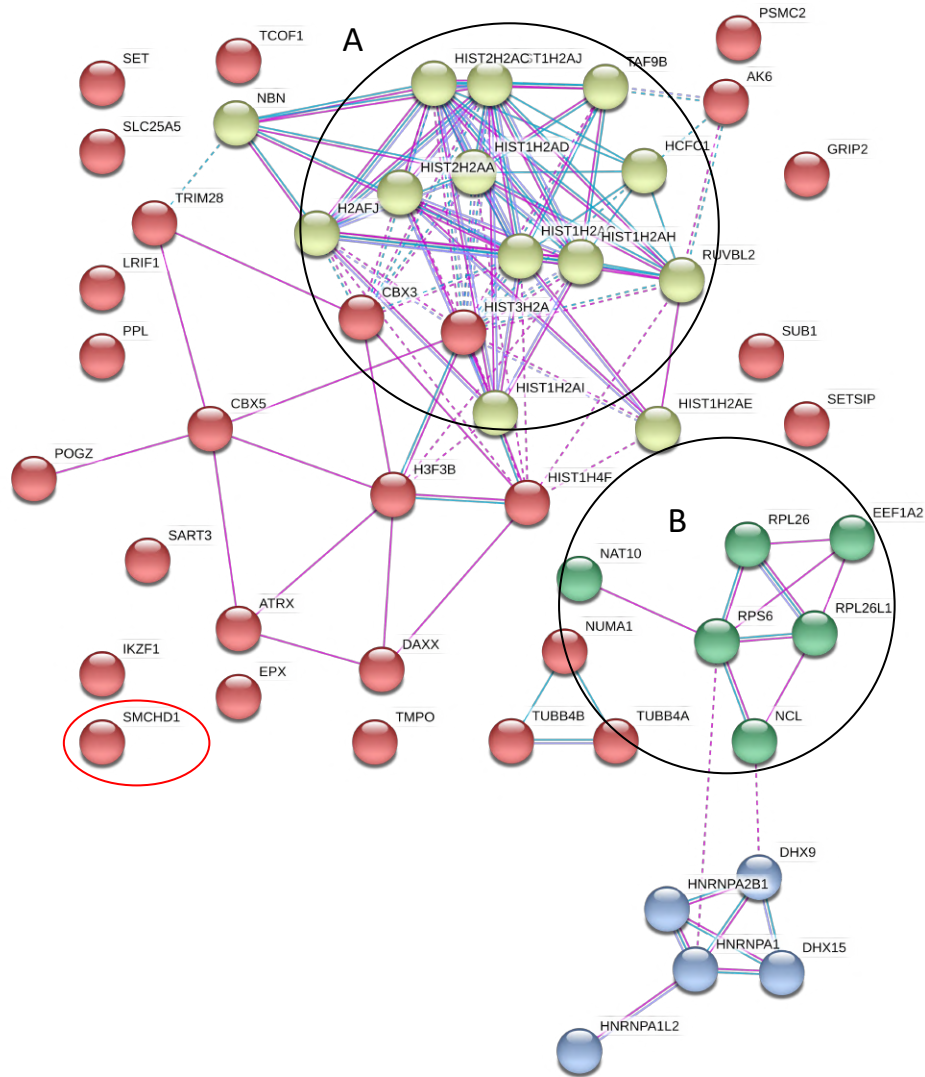 PSMC2
TCOF1
A
SET
HIST2H2AC
ST1H2AJ
TAF9B
AK6
NBN
SLC25A5
HIST1H2AD
HCFC1
GRIP2
HIST2H2AA
TRIM28
H2AFJ
HIST1H2A
HIST1H2AH
RUVBL2
LRIF1
CBX3
HIST3H2A
PPL
SUB1
HIST1H2AI
CBX5
HIST1H2AE
SETSIP
POGZ
H3F3B
HIST1H4F
B
RPL26
EEF1A2
SART3
NAT10
ATRX
RPS6
RPL26L1
DAXX
NUMA1
IKZF1
EPX
SMCHD1
TMPO
TUBB4B
TUBB4A
NCL
DHX9
HNRNPA2B1
HNRNPA1
DHX15
HNRNPA1L2